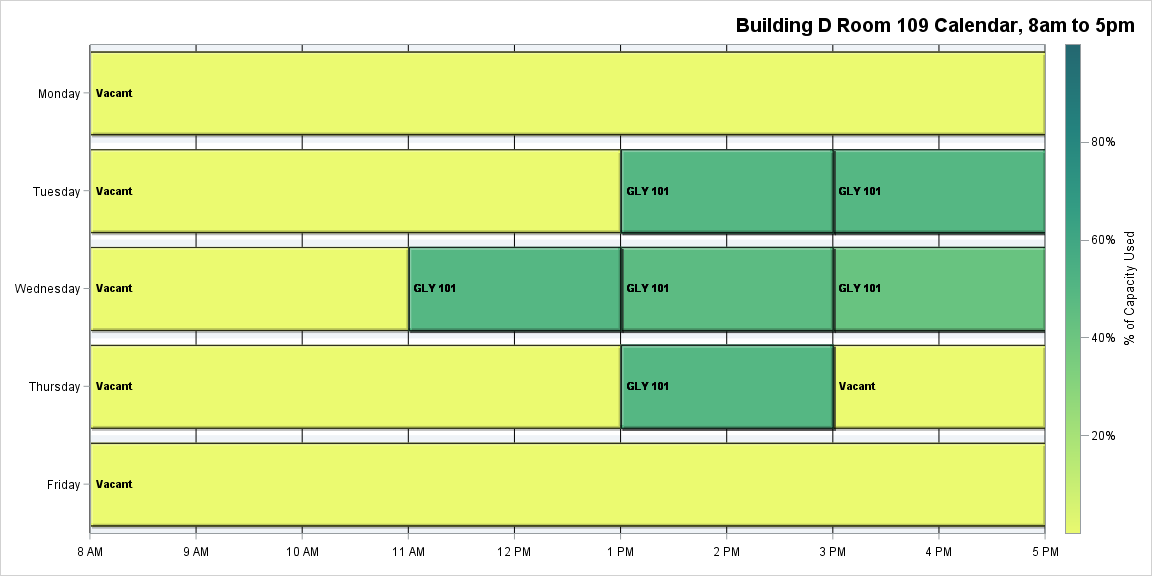 Building D Room 109 Calendar, 8am to 5pm
Monday
Vacant
Tuesday
Vacant
GLY 101
GLY 101
Wednesday
Vacant
GLY 101
GLY 101
GLY 101
Thursday
Vacant
GLY 101
Vacant
Friday
Vacant
8 AM
9 AM
10 AM
11 AM
12 PM
1 PM
2 PM
3 PM
4 PM
5 PM
80%
60%
40%
20%
% of Capacity Used